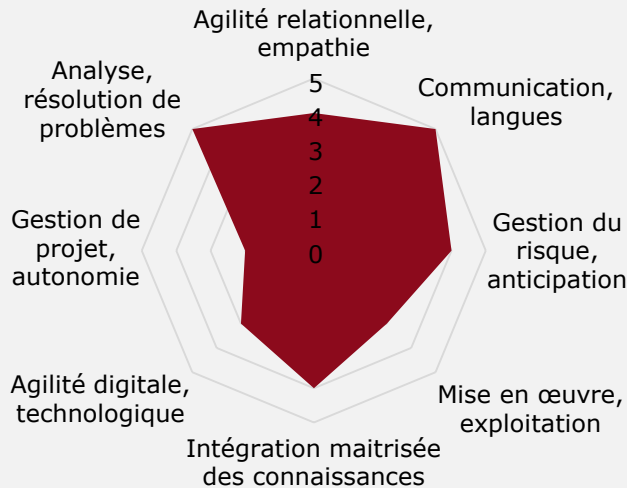 Agilité relationnelle,
empathie
Communication,
langues
Gestion du
risque,
anticipation
Mise en œuvre,
exploitation
Intégration maitrisée
des connaissances
Agilité digitale,
technologique
Gestion de
projet,
autonomie
Analyse,
résolution de
problèmes
5
4
3
2
1
0